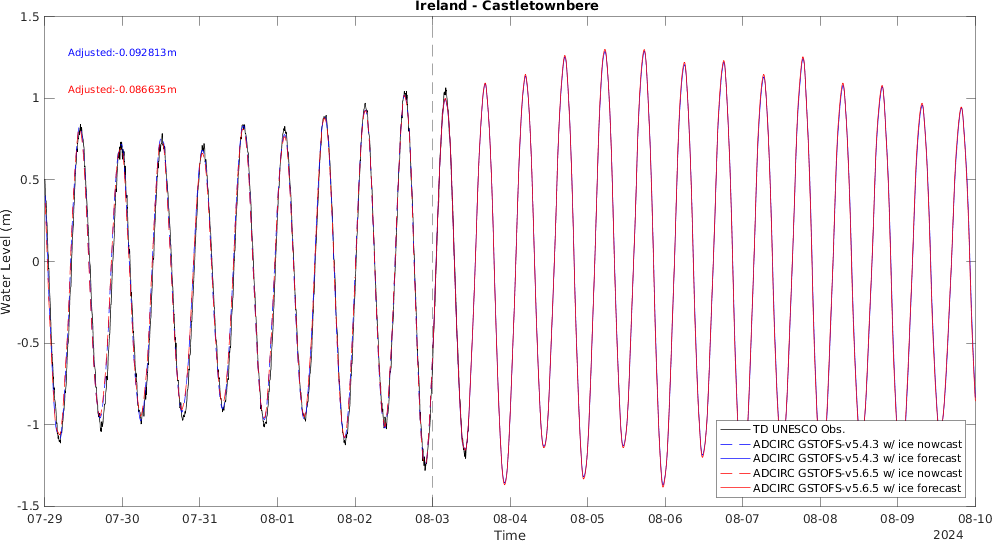 Ireland - Castletownbere
1.5
Adjusted:-0.092813m
Adjusted:-0.086635m
1
0.5
0
-0.5
-1
-1.5
Water Level (m)
TD UNESCO Obs.
ADCIRC GSTOFS-v5.4.3 w/ ice nowcast
ADCIRC GSTOFS-v5.4.3 w/ ice forecast
ADCIRC GSTOFS-v5.6.5 w/ ice nowcast
ADCIRC GSTOFS-v5.6.5 w/ ice forecast
07-29 07-30 07-31 08-01 08-02 08-03 08-04 08-05 08-06 08-07 08-08 08-09 08-10
Time
2024